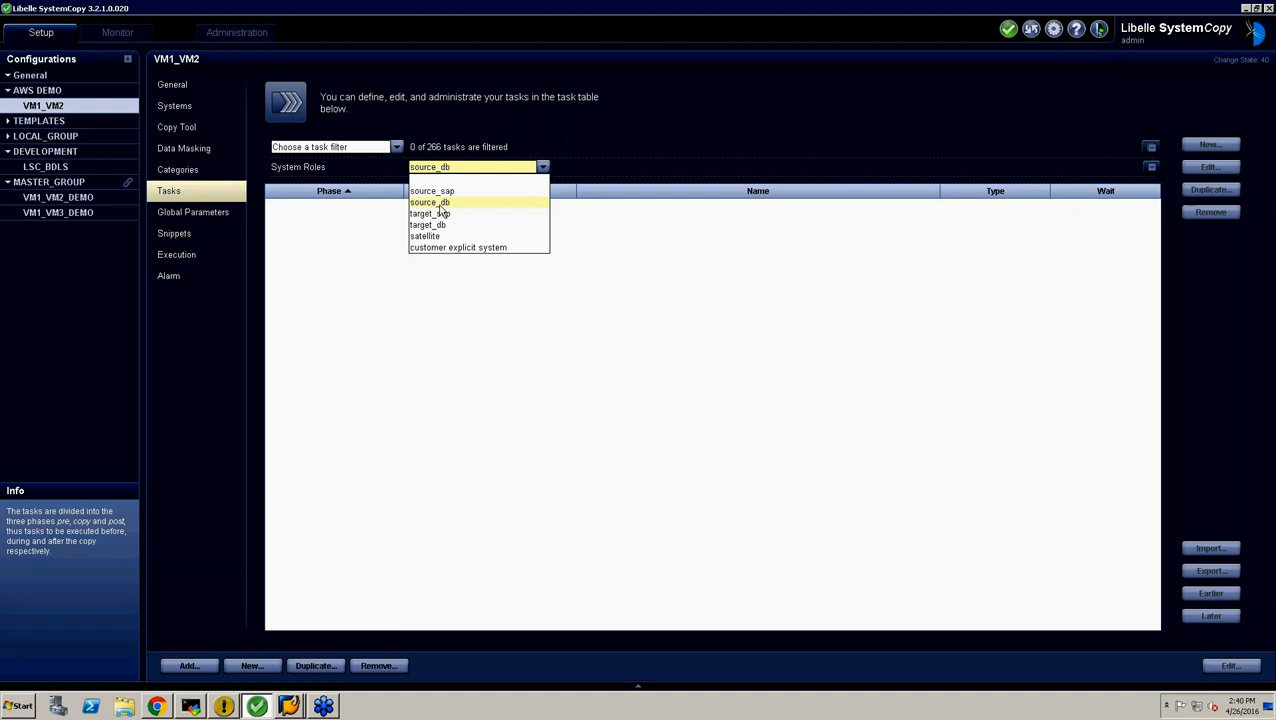 Libelle SystemCopy 3.2.1.0.020
Setup
Monitor
Administration
Libelle SystemCopy
admin
Configurations
General
AWS DEMO
VM1_VM2
TEMPLATES
LOCAL_GROUP
DEVELOPMENT
LSC_BDLS
MASTER_GROUP
VM1_VM2_DEMO
VM1_VM3_DEMO
Info
The tasks are divided into the
three phases pre, copy and post,
thus tasks to be executed before,
during and after the copy
respectively.
VM1_VM2
Change State: 40
General
Systems
Copy Tool
Data Masking
Categories
Tasks
Global Parameters
Snippets
Execution
Alarm
You can define, edit, and administrate your tasks in the task table
below.
Choose a task filter
0 of 266 tasks are filtered
System Roles
source_db
Phase
Name
Type
Wait
source_sap
source_db
target_sap
target_db
satellite
customer explicit system
New...
Edit...
Duplicate...
Remove
Import...
Export...
Earlier
Later
Add...
New...
Duplicate...
Remove...
Edit...
Start
2:40 PM
4/26/2016